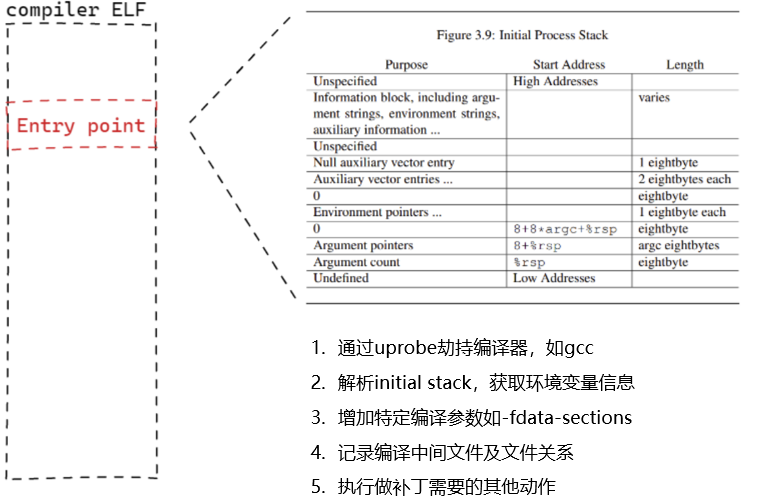 compiler ELF
Entry point
Figure 3.9: Initial Process Stack
Purpose Start Address Length
Unspecified High Addresses
Information block, including argu- varies
ment strings, environment strings,
auxiliary information ...
Unspecified
Null auxiliary vector entry 1 eightbyte
Auxiliary vector entries ... 2 eightbytes each
0 eightbyte
Environment pointers ... 1 eightbyte each
0 8+8*argc+%rsp eightbyte
Argument pointers 8+%rsp argc eightbytes
Argument count %rsp eightbyte
Undefined Low Addresses
1. 通过uprobe劫持编译器，如gcc
2. 解析initial stack，获取环境变量信息
3. 增加特定编译参数如-fdata-sections
4. 记录编译中间文件及文件关系
5. 执行做补丁需要的其他动作